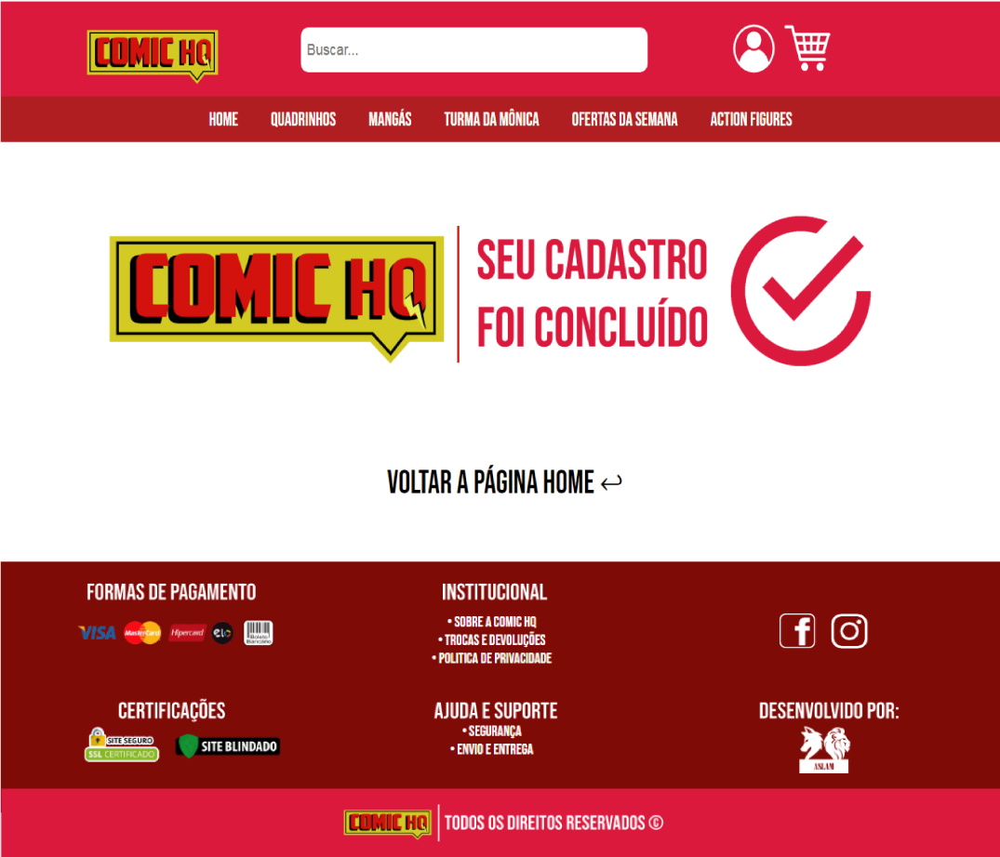 COMIC HQ
Buscar...
HOME QUADRINHOS MANGÁS TURMA DA MÔNICA OFERTAS DA SEMANA ACTION FIGURES
COMIC HQ
SEU CADASTRO
FOI CONCLUÍDO
VOLTAR A PÁGINA HOME ↩
FORMAS DE PAGAMENTO
VISA MasterCard Hipercard elo Boleto Bancário
INSTITUCIONAL
• SOBRE A COMIC HQ
• TROCAS E DEVOLUÇÕES
• POLITICA DE PRIVACIDADE
CERTIFICAÇÕES
SITE SEGURO
SSL CERTIFICADO
SITE BLINDADO
AJUDA E SUPORTE
• SEGURANÇA
• ENVIO E ENTREGA
DESENVOLVIDO POR:
ASLAM
COMIC HQ TODOS OS DIREITOS RESERVADOS ©